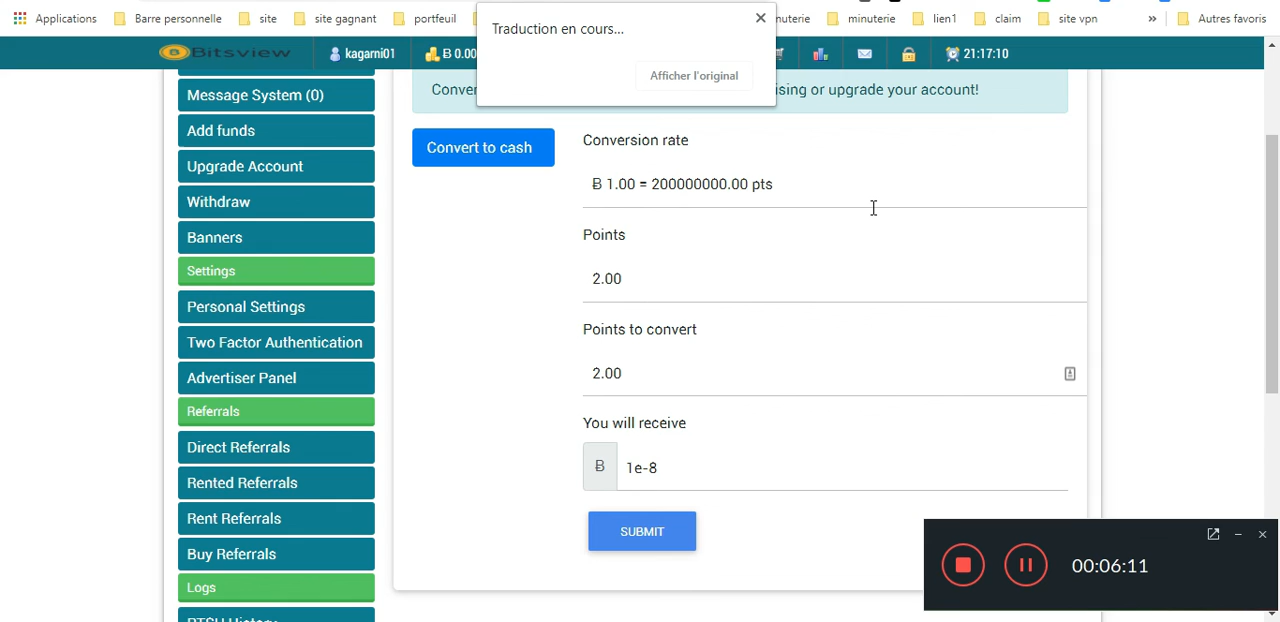 Applications Barre personnelle site site gagnant portfeuil nuterie minuterie lien1 claim site vpn » Autres favoris
Traduction en cours...
Afficher l'original
Bitsview kagarni01 Ƀ 0.00 21:17:10
Message System (0)
Add funds
Upgrade Account
Withdraw
Banners
Settings
Personal Settings
Two Factor Authentication
Advertiser Panel
Referrals
Direct Referrals
Rented Referrals
Rent Referrals
Buy Referrals
Logs
Conver ising or upgrade your account!
Convert to cash
Conversion rate
Ƀ 1.00 = 200000000.00 pts
Points
2.00
Points to convert
2.00
You will receive
Ƀ 1e-8
SUBMIT
00:06:11